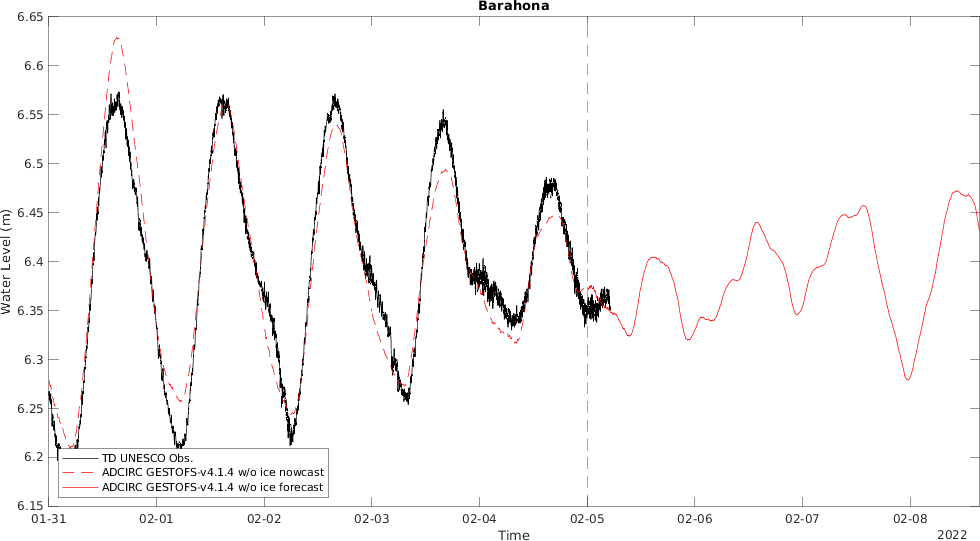 Barahona
6.65
6.6
6.55
6.5
6.45
6.4
6.35
6.3
6.25
6.2
6.15
Water Level (m)
TD UNESCO Obs.
ADCIRC GESTOFS-v4.1.4 w/o ice nowcast
ADCIRC GESTOFS-v4.1.4 w/o ice forecast
01-31 02-01 02-02 02-03 02-04 02-05 02-06 02-07 02-08
Time
2022